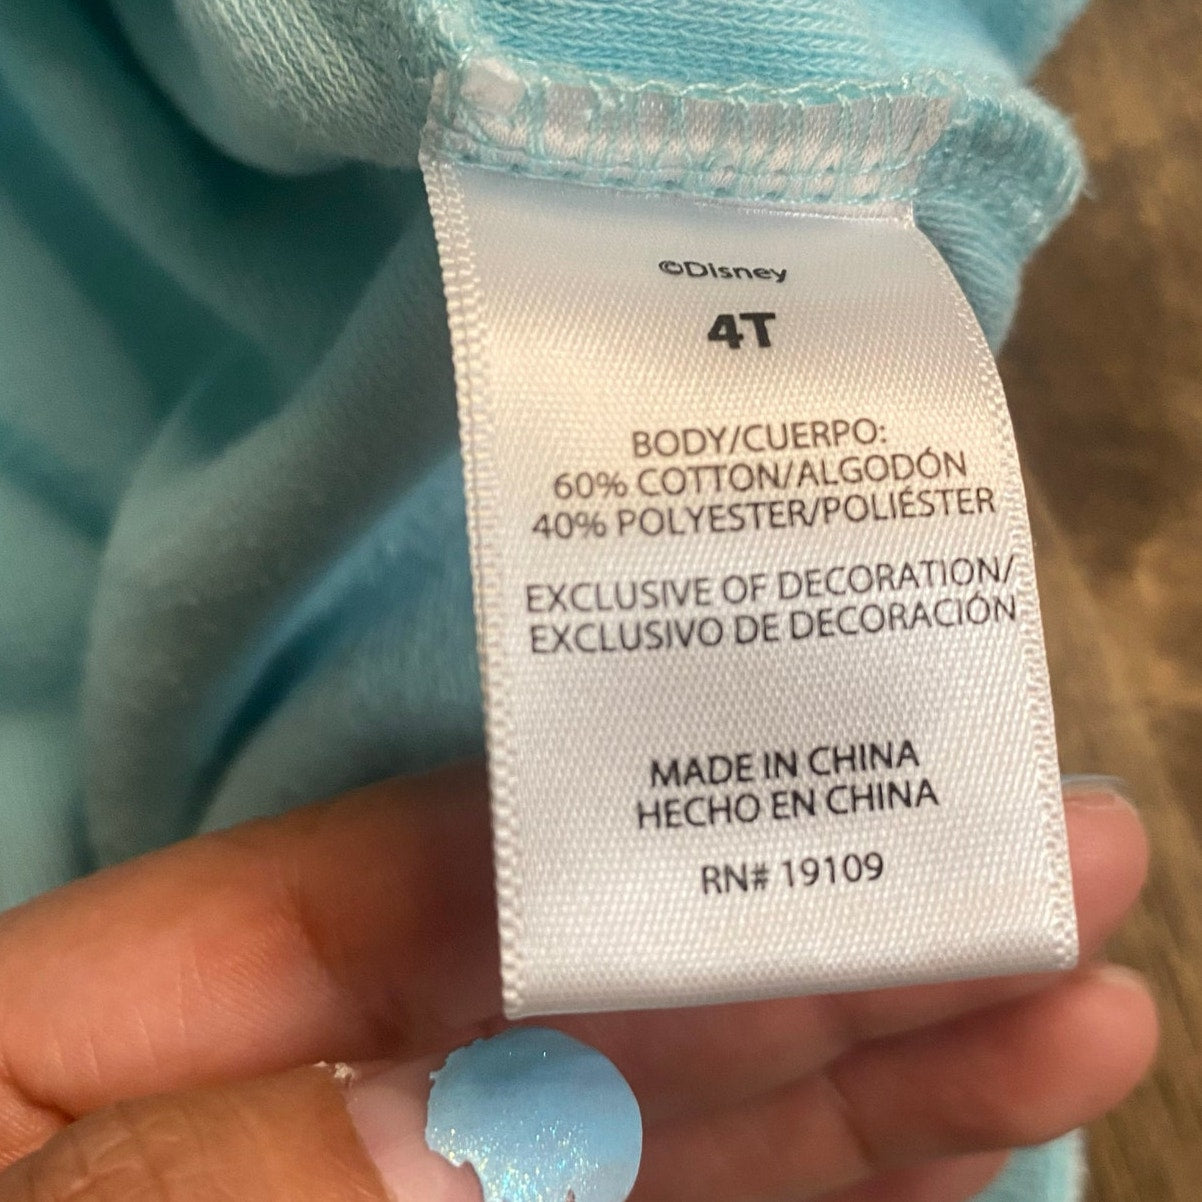 ©Disney
4T
BODY/CUERPO:
60% COTTON/ALGODÓN
40% POLYESTER/POLIÉSTER
EXCLUSIVE OF DECORATION/
EXCLUSIVO DE DECORACIÓN
MADE IN CHINA
HECHO EN CHINA
RN# 19109